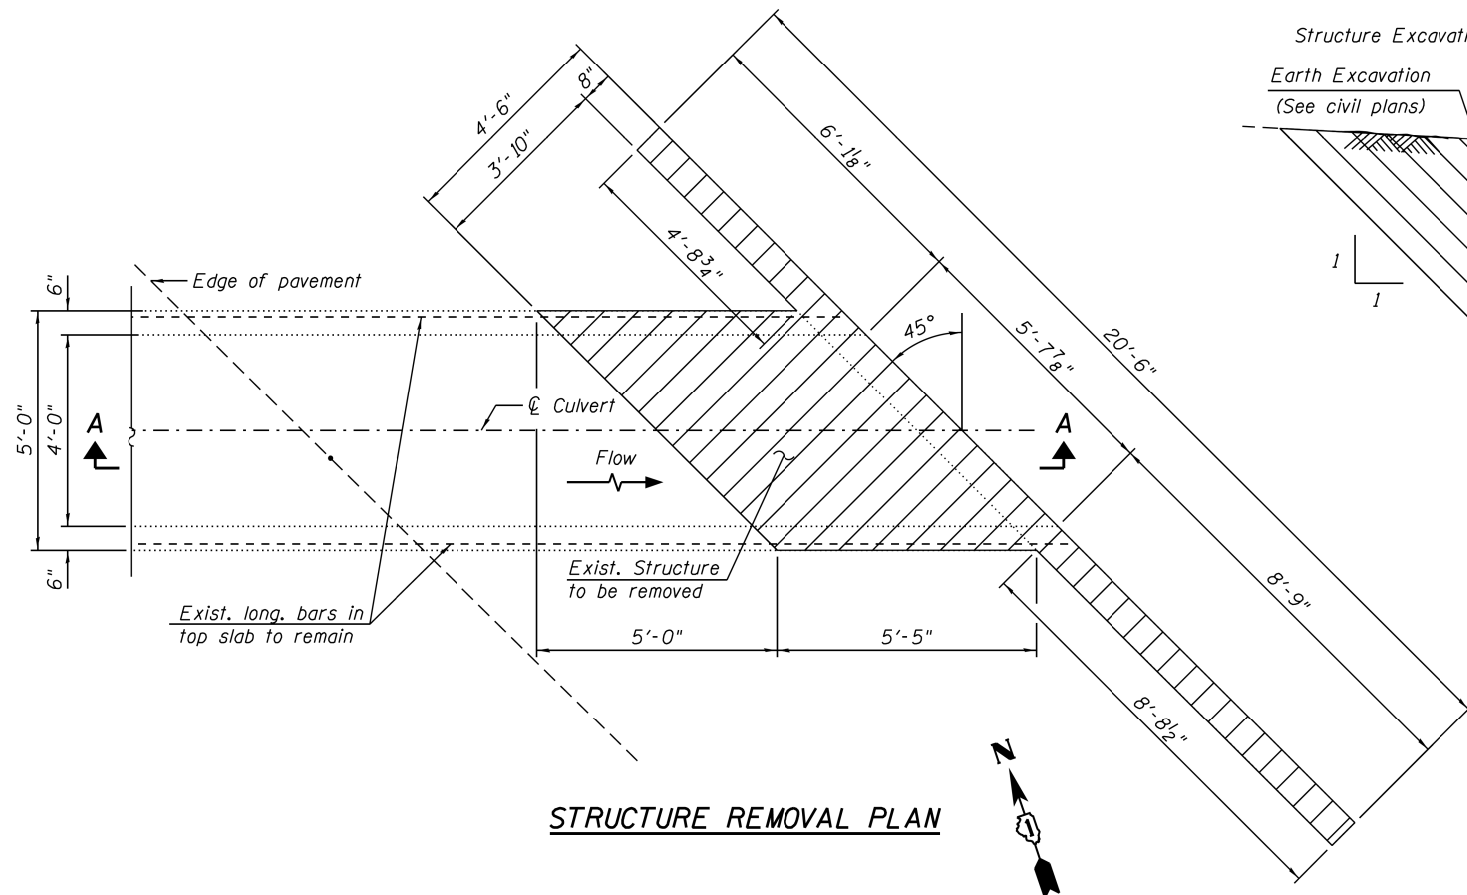 Structure Excavati
Earth Excavation
(See civil plans)
1
1
4'-6"
8"
3'-10"
6'-1⅛"
4'-8¾"
5'-7⅞"
20'-6"
45°
Edge of pavement
6"
5'-0"
4'-0"
6"
A
A
℄ Culvert
Flow
Exist. Structure
to be removed
Exist. long. bars in
top slab to remain
5'-0"
5'-5"
8'-9"
8'-8½"
N
STRUCTURE REMOVAL PLAN